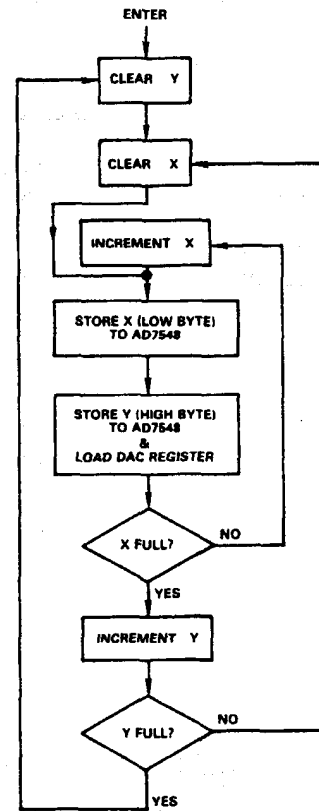 ENTER
CLEAR Y
CLEAR X
INCREMENT X
STORE X (LOW BYTE)
TO AD7548
STORE Y (HIGH BYTE)
TO AD7548
&
LOAD DAC REGISTER
X FULL?
NO
YES
INCREMENT Y
Y FULL?
NO
YES